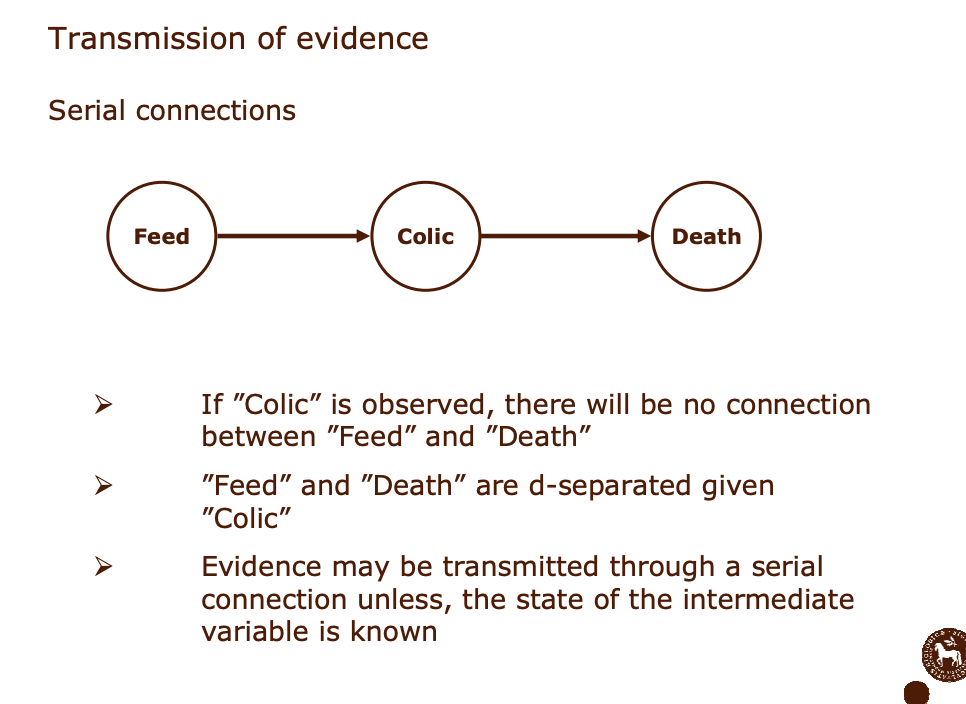 Transmission of evidence
Serial connections
Feed
Colic
Death
➢ If ”Colic” is observed, there will be no connection
between ”Feed” and ”Death”
➢ ”Feed” and ”Death” are d-separated given
”Colic”
➢ Evidence may be transmitted through a serial
connection unless, the state of the intermediate
variable is known